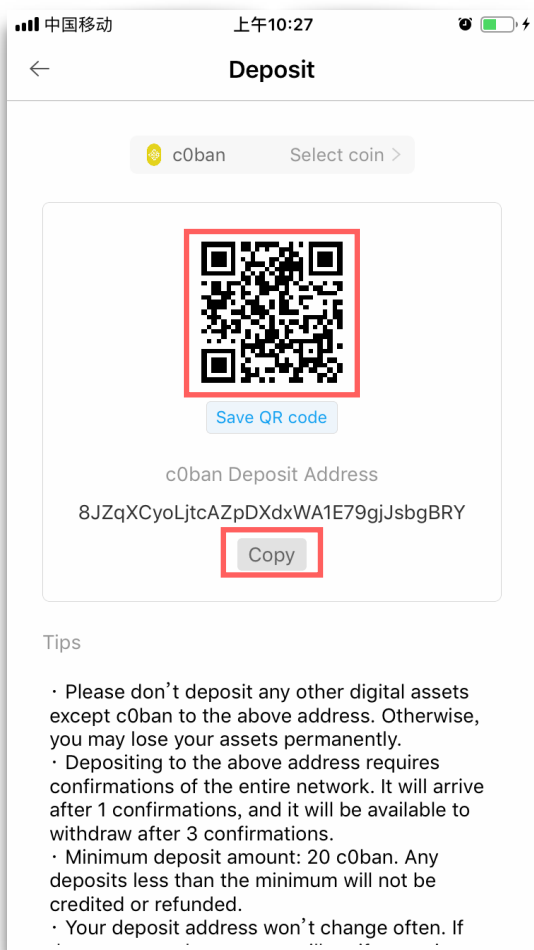 中国移动 上午10:27
Deposit
c0ban Select coin
Save QR code
c0ban Deposit Address
8JZqXCyoLjtcAZpDXdxWA1E79gjJsbgBRY
Copy
Tips
· Please don't deposit any other digital assets
except c0ban to the above address. Otherwise,
you may lose your assets permanently.
· Depositing to the above address requires
confirmations of the entire network. It will arrive
after 1 confirmations, and it will be available to
withdraw after 3 confirmations.
· Minimum deposit amount: 20 c0ban. Any
deposits less than the minimum will not be
credited or refunded.
· Your deposit address won't change often. If